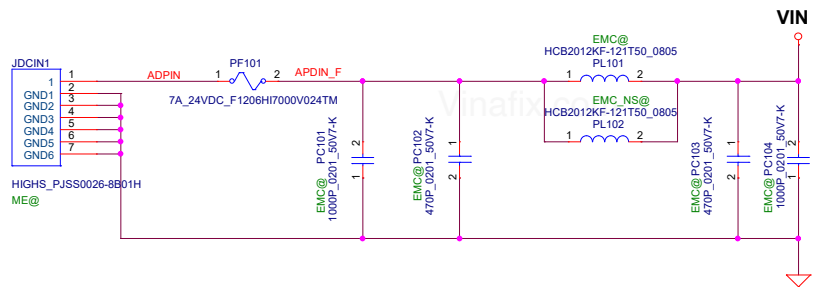 VIN
EMC@
HCB2012KF-121T50_0805
PL101
1 2
JDCIN1
PF101
1 1 ADPIN 1 2 APDIN_F
GND1 2
GND2 3
GND3 4
GND4 5
GND5 6
GND6 7
7A_24VDC_F1206HI7000V024TM
Vinafix.co
EMC_NS@
HCB2012KF-121T50_0805
PL102
1 2
HIGHS_PJSS0026-8B01H
ME@
EMC@ PC101
1000P_0201_50V7-K
2
1
EMC@ PC102
470P_0201_50V7-K
1
2
EMC@ PC103
470P_0201_50V7-K
1
2
EMC@ PC104
1000P_0201_50V7-K
2
1